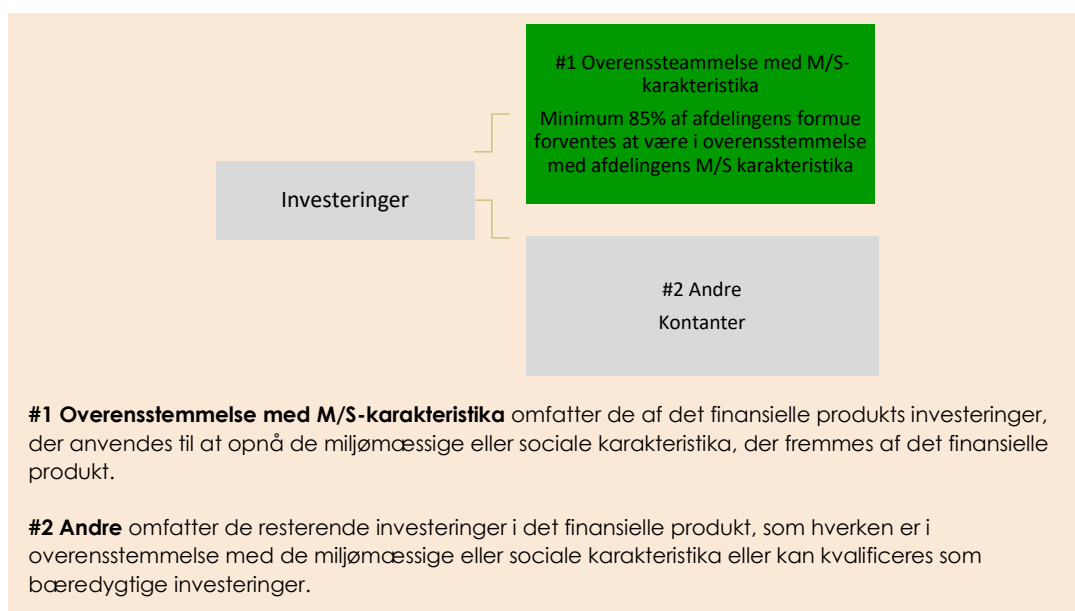 #1 Overenssteammelse med M/S-
karakteristika
Minimum 85% af afdelingens formue
forventes at være i overensstemmelse
med afdelingens M/S karakteristika
Investeringer
#2 Andre
Kontanter
#1 Overensstemmelse med M/S-karakteristika omfatter de af det finansielle produkts investeringer,
der anvendes til at opnå de miljømæssige eller sociale karakteristika, der fremmes af det finansielle
produkt.
#2 Andre omfatter de resterende investeringer i det finansielle produkt, som hverken er i
overensstemmelse med de miljømæssige eller sociale karakteristika eller kan kvalificeres som
bæredygtige investeringer.